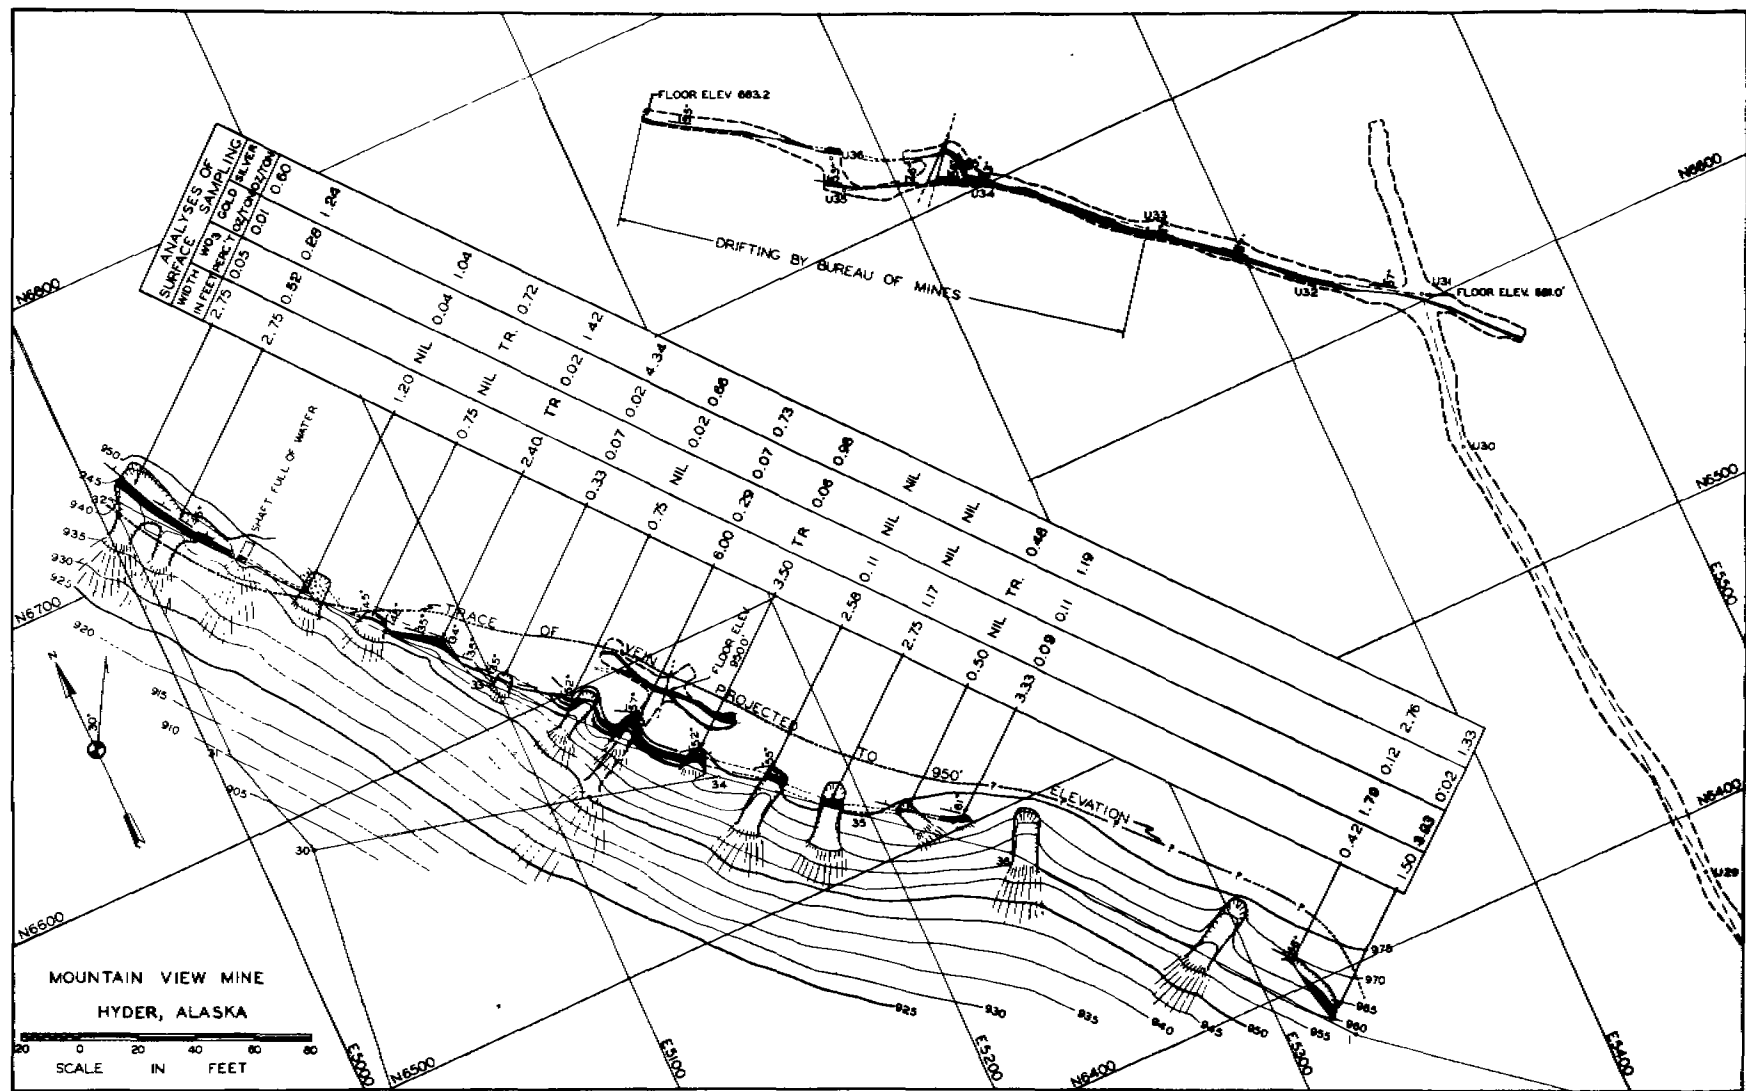 FLOOR ELEV 683.2
U36
U35
U34
U33
U32
U31
FLOOR ELEV. 681.0'
DRIFTING BY BUREAU OF MINES
U30
U29
ANALYSES OF
SURFACE SAMPLING
WIDTH WO3 GOLD SILVER
IN FEET PERC'T OZ/TON OZ/TON
2.75 0.05 0.01 0.60
2.75 0.52 0.28 1.24
1.20 NIL 0.04 1.04
0.75 NIL TR. 0.72
2.40 TR 0.02 1.42
0.33 0.07 0.02 4.34
0.75 NIL 0.02 0.66
6.00 0.29 0.07 0.73
3.50 TR 0.06 0.98
2.58 0.11 NIL NIL
2.75 1.17 NIL NIL
0.50 NIL TR. 0.48
3.33 0.09 0.11 1.19
0.42 1.79 0.12 2.76
1.50 3.93 0.02 1.33
N6800
N6700
N6600
N6500
N6400
N6600
N6500
N6400
E5000
E5100
E5200
E5300
E5400
E5500
SHAFT FULL OF WATER
950
945
940
935
930
925
920
915
910
905
TRACE OF VEIN PROJECTED TO 950' ELEVATION
FLOOR ELEV.
950.0'
34
35
36
30
31
N
30°
925
930
935
940
945
950
955
960
965
970
975
MOUNTAIN VIEW MINE
HYDER, ALASKA
20 0 20 40 60 80
SCALE IN FEET